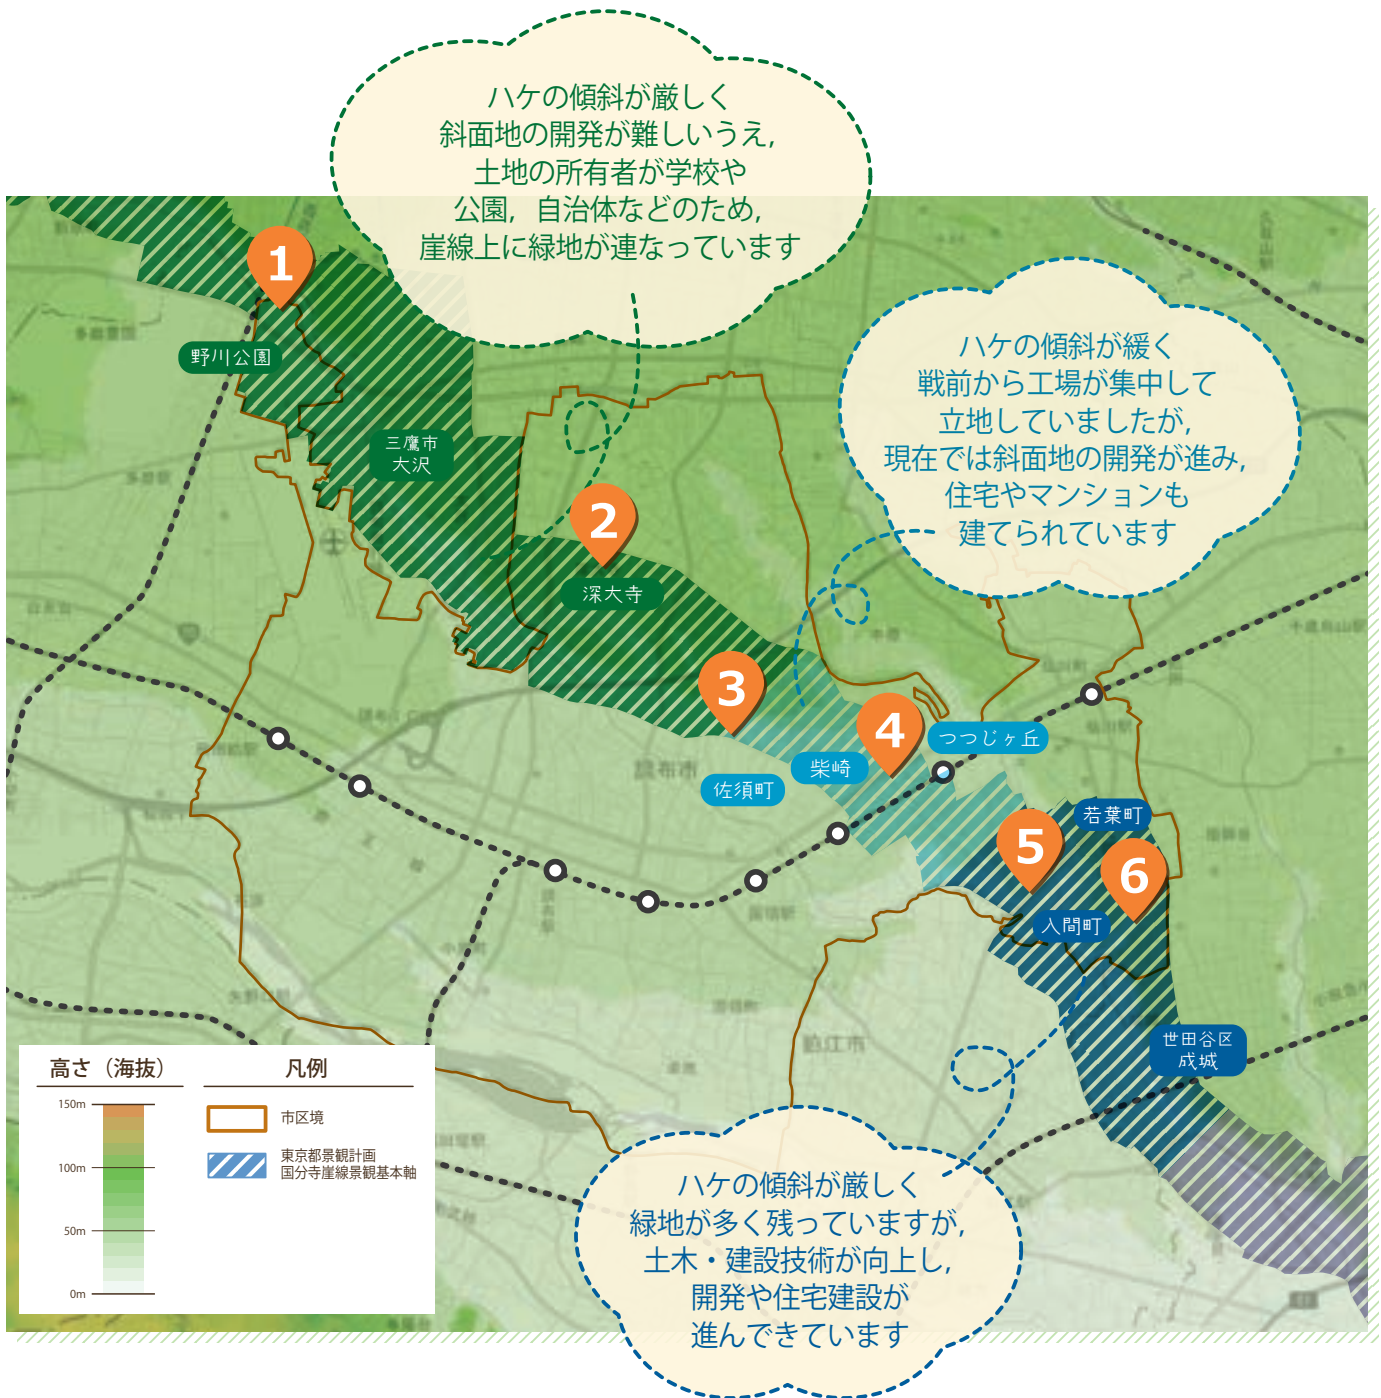 ハケの傾斜が厳しく
斜面地の開発が難しいうえ,
土地の所有者が学校や
公園，自治体などのため,
崖線上に緑地が連なっています
ハケの傾斜が緩く
戦前から工場が集中して
立地していましたが,
現在では斜面地の開発が進み,
住宅やマンションも
建てられています
1
野川公園
三鷹市
大沢
2
深大寺
3
4
つつじヶ丘
柴崎
佐須町
調布市
5
若葉町
6
入間町
狛江市
世田谷区
成城
高さ（海抜）
150m
100m
50m
0m
凡例
市区境
東京都景観計画
国分寺崖線景観基本軸
ハケの傾斜が厳しく
緑地が多く残っていますが,
土木・建設技術が向上し,
開発や住宅建設が
進んできています